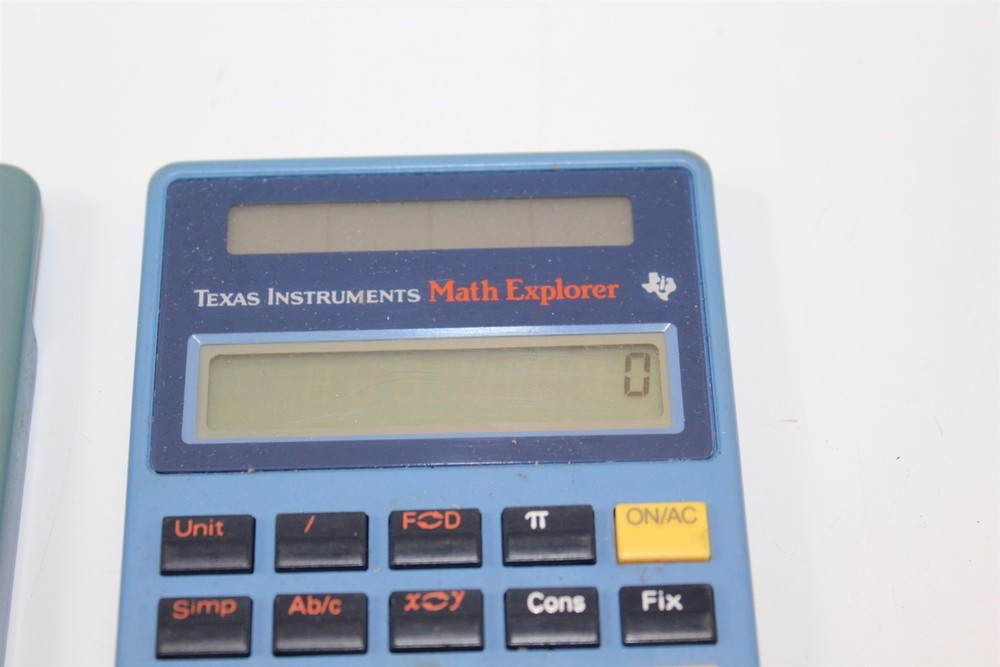 TEXAS INSTRUMENTS Math Explorer
0
Unit / F⇄D π ON/AC
Simp Ab/c x⇄y Cons Fix